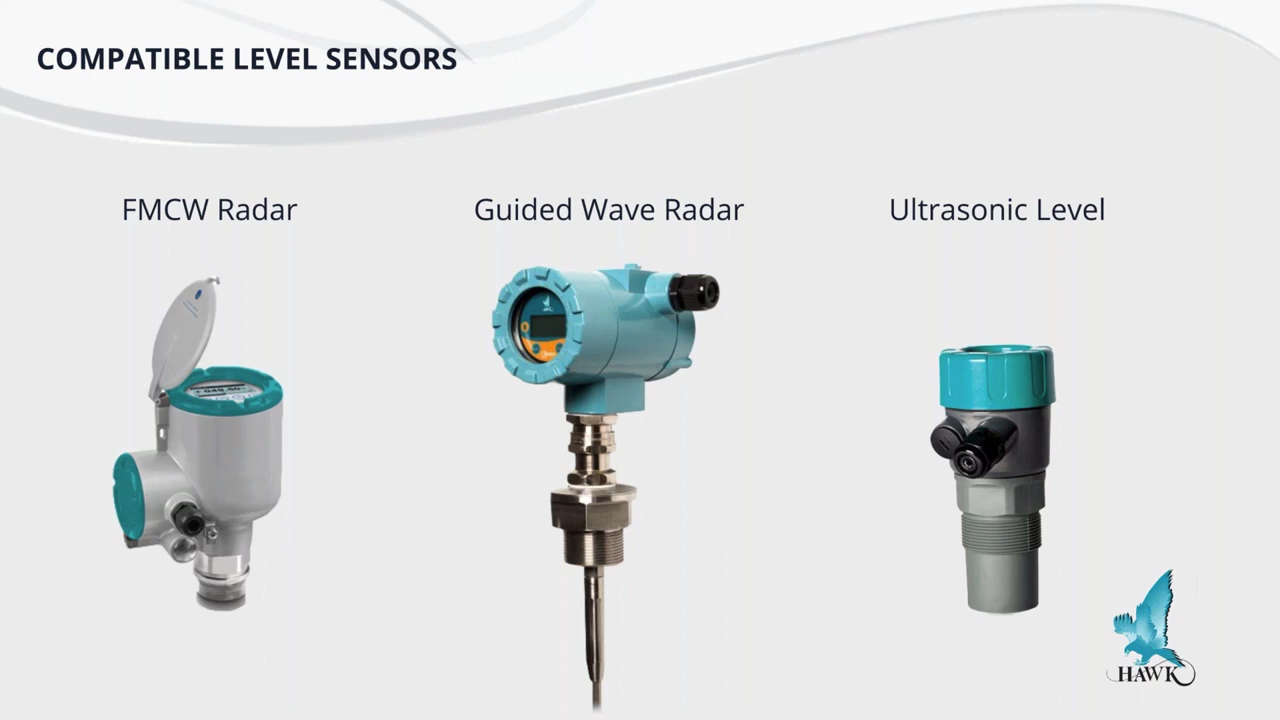 COMPATIBLE LEVEL SENSORS
FMCW Radar
Guided Wave Radar
Ultrasonic Level
HAWK